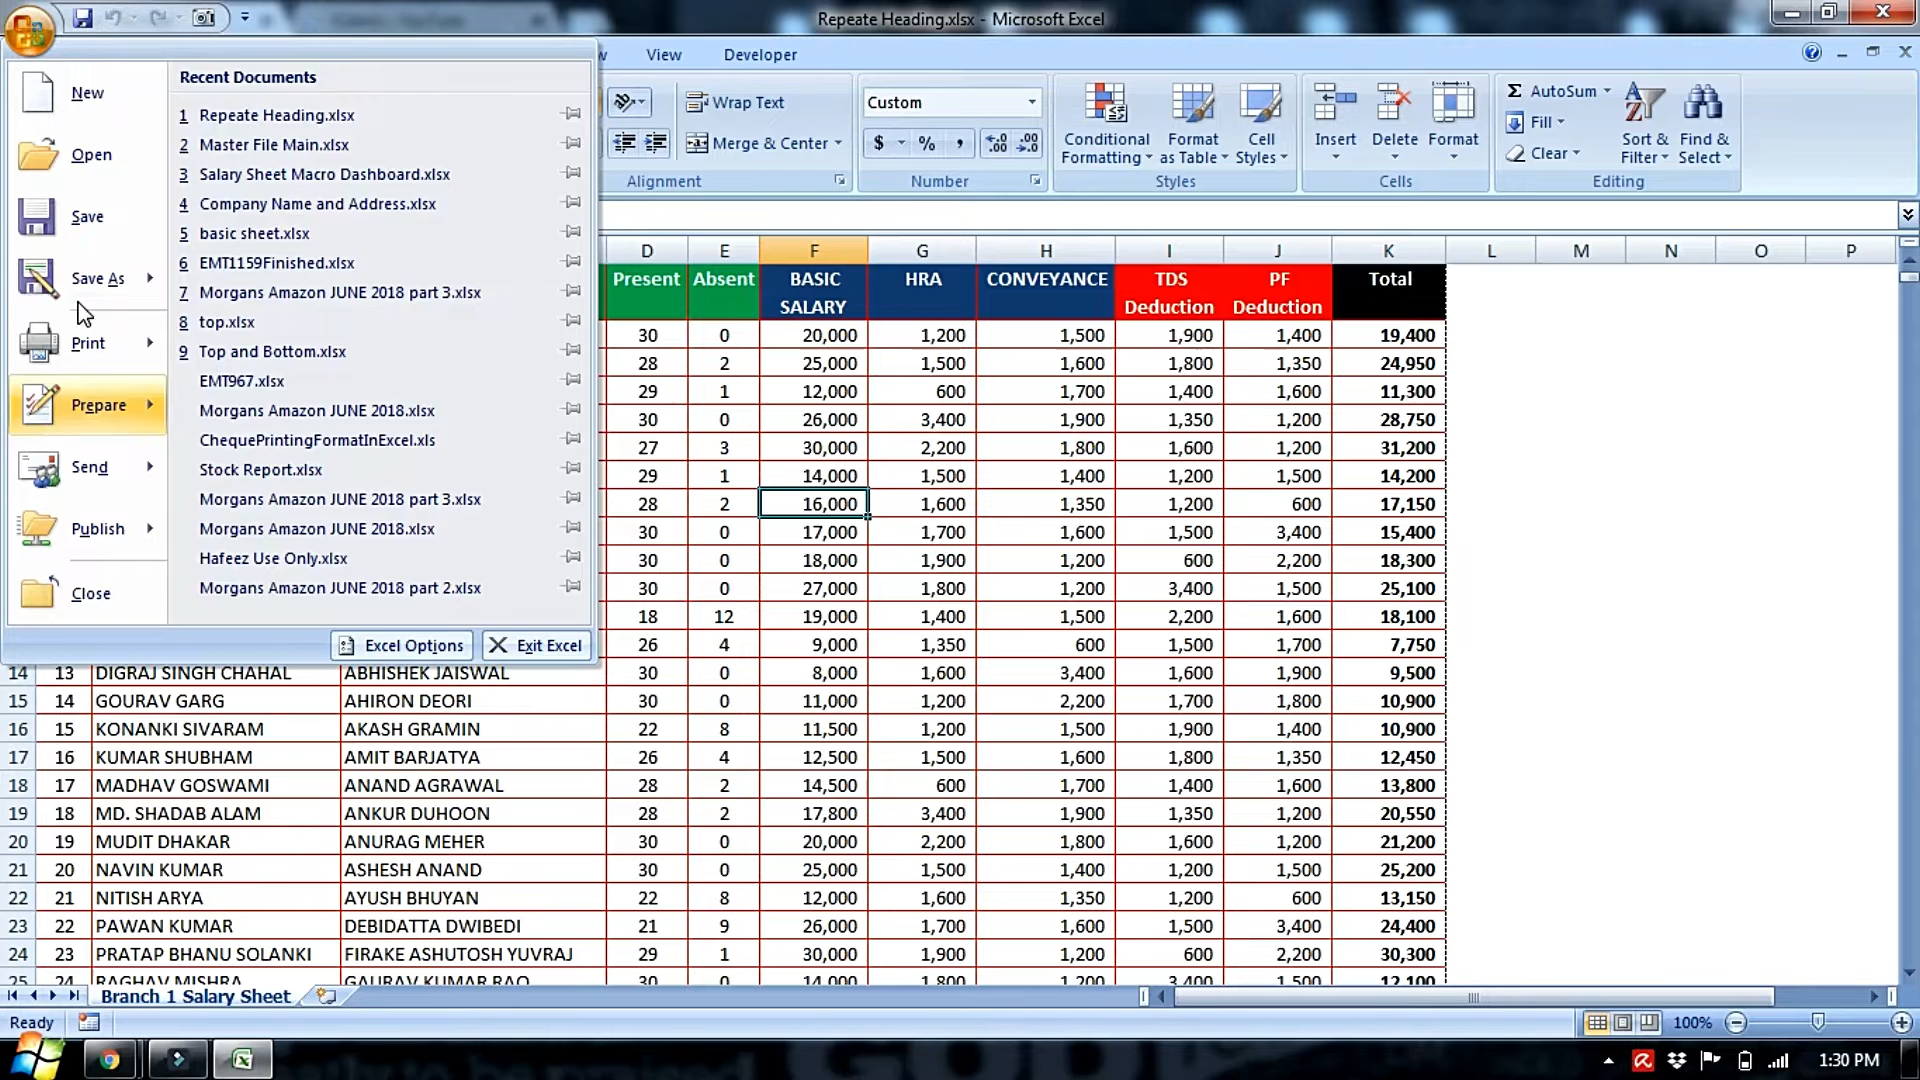 Repeate Heading.xlsx - Microsoft Excel
View Developer
New
Open
Save
Save As
Print
Prepare
Send
Publish
Close
Recent Documents
1 Repeate Heading.xlsx
2 Master File Main.xlsx
3 Salary Sheet Macro Dashboard.xlsx
4 Company Name and Address.xlsx
5 basic sheet.xlsx
6 EMT1159Finished.xlsx
7 Morgans Amazon JUNE 2018 part 3.xlsx
8 top.xlsx
9 Top and Bottom.xlsx
EMT967.xlsx
Morgans Amazon JUNE 2018.xlsx
ChequePrintingFormatInExcel.xls
Stock Report.xlsx
Morgans Amazon JUNE 2018 part 3.xlsx
Morgans Amazon JUNE 2018.xlsx
Hafeez Use Only.xlsx
Morgans Amazon JUNE 2018 part 2.xlsx
Excel Options Exit Excel
Wrap Text
Merge & Center
Alignment
Custom
$ % ,
Number
Conditional Formatting
Format as Table
Cell Styles
Styles
Insert Delete Format
Cells
Σ AutoSum
Fill
Clear
Sort & Filter
Find & Select
Editing
D E F G H I J K L M N O P
Present Absent BASIC SALARY HRA CONVEYANCE TDS Deduction PF Deduction Total
30 0 20,000 1,200 1,500 1,900 1,400 19,400
28 2 25,000 1,500 1,600 1,800 1,350 24,950
29 1 12,000 600 1,700 1,400 1,600 11,300
30 0 26,000 3,400 1,900 1,350 1,200 28,750
27 3 30,000 2,200 1,800 1,600 1,200 31,200
29 1 14,000 1,500 1,400 1,200 1,500 14,200
28 2 16,000 1,600 1,350 1,200 600 17,150
30 0 17,000 1,700 1,600 1,500 3,400 15,400
30 0 18,000 1,900 1,200 600 2,200 18,300
30 0 27,000 1,800 1,200 3,400 1,500 25,100
18 12 19,000 1,400 1,500 2,200 1,600 18,100
26 4 9,000 1,350 600 1,500 1,700 7,750
14 13 DIGRAJ SINGH CHAHAL ABHISHEK JAISWAL 30 0 8,000 1,600 3,400 1,600 1,900 9,500
15 14 GOURAV GARG AHIRON DEORI 30 0 11,000 1,000 2,200 1,700 1,800 10,900
16 15 KONANKI SIVARAM AKASH GRAMIN 22 8 11,500 1,200 1,500 1,900 1,400 10,900
17 16 KUMAR SHUBHAM AMIT BARJATYA 26 4 12,500 1,500 1,600 1,800 1,350 12,450
18 17 MADHAV GOSWAMI ANAND AGRAWAL 28 2 14,500 600 1,700 1,400 1,600 13,800
19 18 MD. SHADAB ALAM ANKUR DUHOON 28 2 17,800 3,400 1,900 1,350 1,200 20,550
20 19 MUDIT DHAKAR ANURAG MEHER 30 0 20,000 2,200 1,800 1,600 1,200 21,200
21 20 NAVIN KUMAR ASHESH ANAND 30 0 25,000 1,500 1,400 1,200 1,500 25,200
22 21 NITISH ARYA AYUSH BHUYAN 22 8 12,000 1,600 1,350 1,200 600 13,150
23 22 PAWAN KUMAR DEBIDATTA DWIBEDI 21 9 26,000 1,700 1,600 1,500 3,400 24,400
24 23 PRATAP BHANU SOLANKI FIRAKE ASHUTOSH YUVRAJ 29 1 30,000 1,900 1,200 600 2,200 30,300
25 24 RAGHAV MISHRA GAURAV KUMAR RAO 30 0 14,000 1,800 1,200 3,400 1,500 12,100
Branch 1 Salary Sheet
Ready 100%
1:30 PM